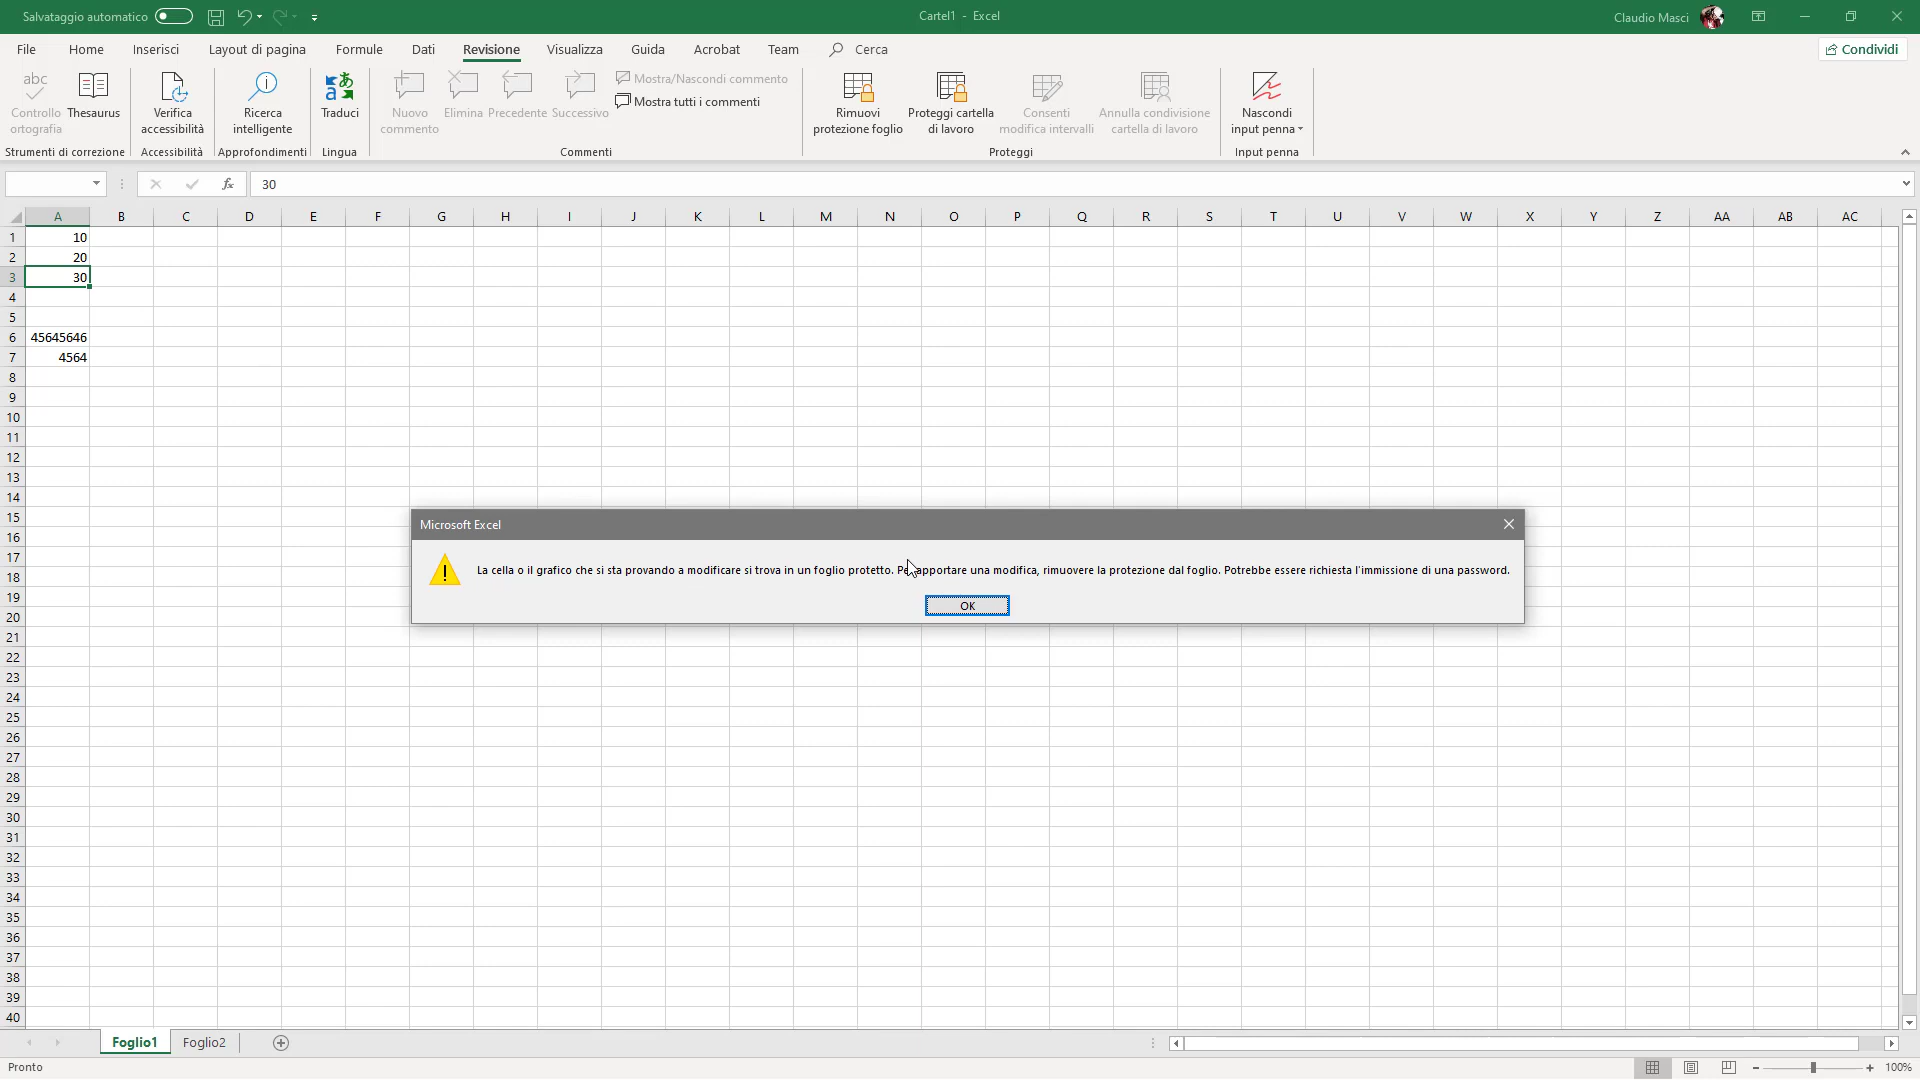 Salvataggio automatico
Cartel1 - Excel
Claudio Masci
File Home Inserisci Layout di pagina Formule Dati Revisione Visualizza Guida Acrobat Team Cerca
Condividi
abc
Controllo ortografia
Thesaurus
Verifica accessibilità
Ricerca intelligente
Traduci
Nuovo commento
Elimina
Precedente
Successivo
Mostra/Nascondi commento
Mostra tutti i commenti
Rimuovi protezione foglio
Proteggi cartella di lavoro
Consenti modifica intervalli
Annulla condivisione cartella di lavoro
Nascondi input penna
Strumenti di correzione Accessibilità Approfondimenti Lingua Commenti Proteggi Input penna
fx 30
A B C D E F G H I J K L M N O P Q R S T U V W X Y Z AA AB AC
1 10
2 20
3 30
4
5
6 45645646
7 4564
8
9
10
11
12
13
14
15
16
17
18
19
20
21
22
23
24
25
26
27
28
29
30
31
32
33
34
35
36
37
38
39
40
Microsoft Excel
La cella o il grafico che si sta provando a modificare si trova in un foglio protetto. Per apportare una modifica, rimuovere la protezione dal foglio. Potrebbe essere richiesta l'immissione di una password.
OK
Foglio1 Foglio2
Pronto
100%